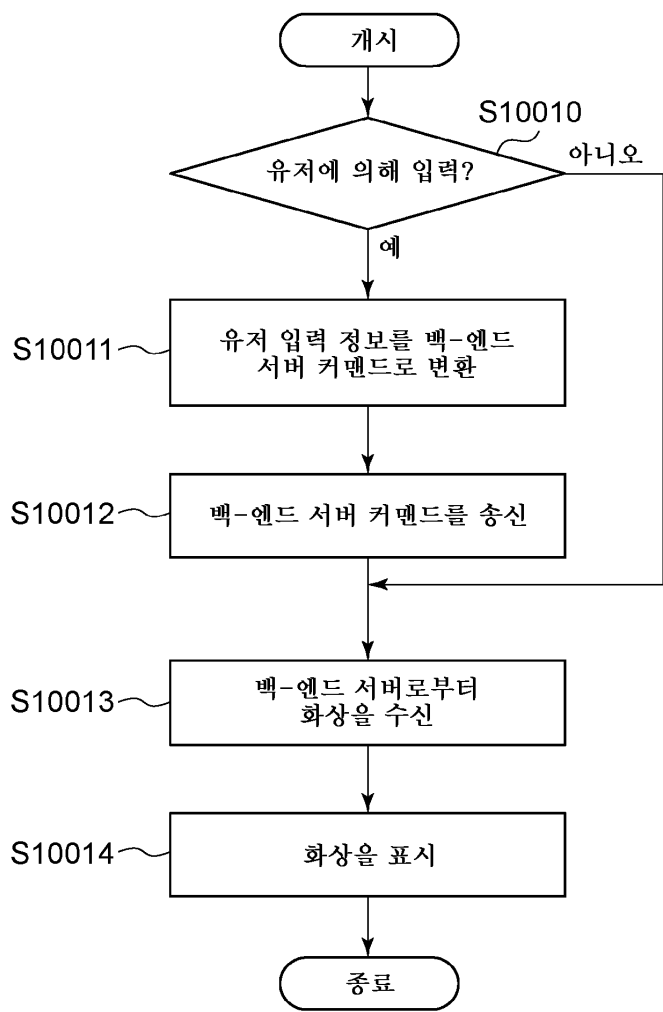 개시
S10010
유저에 의해 입력?
아니오
예
S10011
유저 입력 정보를 백-엔드
서버 커맨드로 변환
S10012
백-엔드 서버 커맨드를 송신
S10013
백-엔드 서버로부터
화상을 수신
S10014
화상을 표시
종료